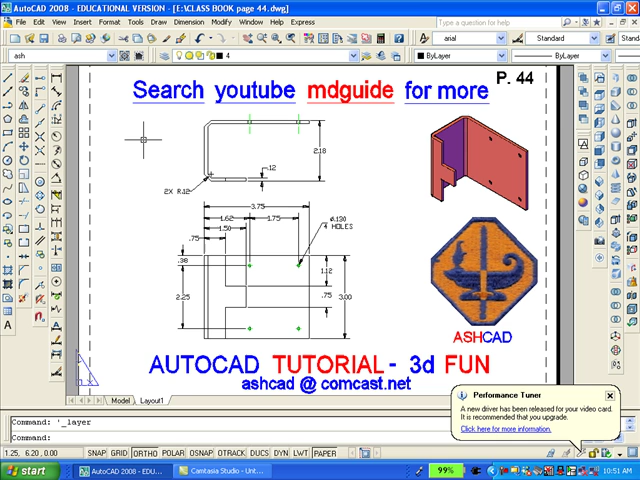 AutoCAD 2008 - EDUCATIONAL VERSION - [E:\CLASS BOOK page 44.dwg]
File Edit View Insert Format Tools Draw Dimension Modify Window Help Express
Type a question for help
arial Standard Standard
ash 4 ByLayer ByLayer
Search youtube mdguide for more
P. 44
2.18
.12
2X R.12
3.75
1.62 1.75
1.50
.75
Ø.130
4 HOLES
.38
2.25
1.12
.75
3.00
ASHCAD
AUTOCAD TUTORIAL - 3d FUN
ashcad @ comcast.net
Model Layout1
Performance Tuner
A new driver has been released for your video card.
It is recommended that you upgrade.
Click here for more information.
Command: '_layer
Command:
1.25, 6.20, 0.00 SNAP GRID ORTHO POLAR OSNAP OTRACK DUCS DYN LWT PAPER
start AutoCAD 2008 - EDU... Camtasia Studio - Unt... 99% 10:51 AM